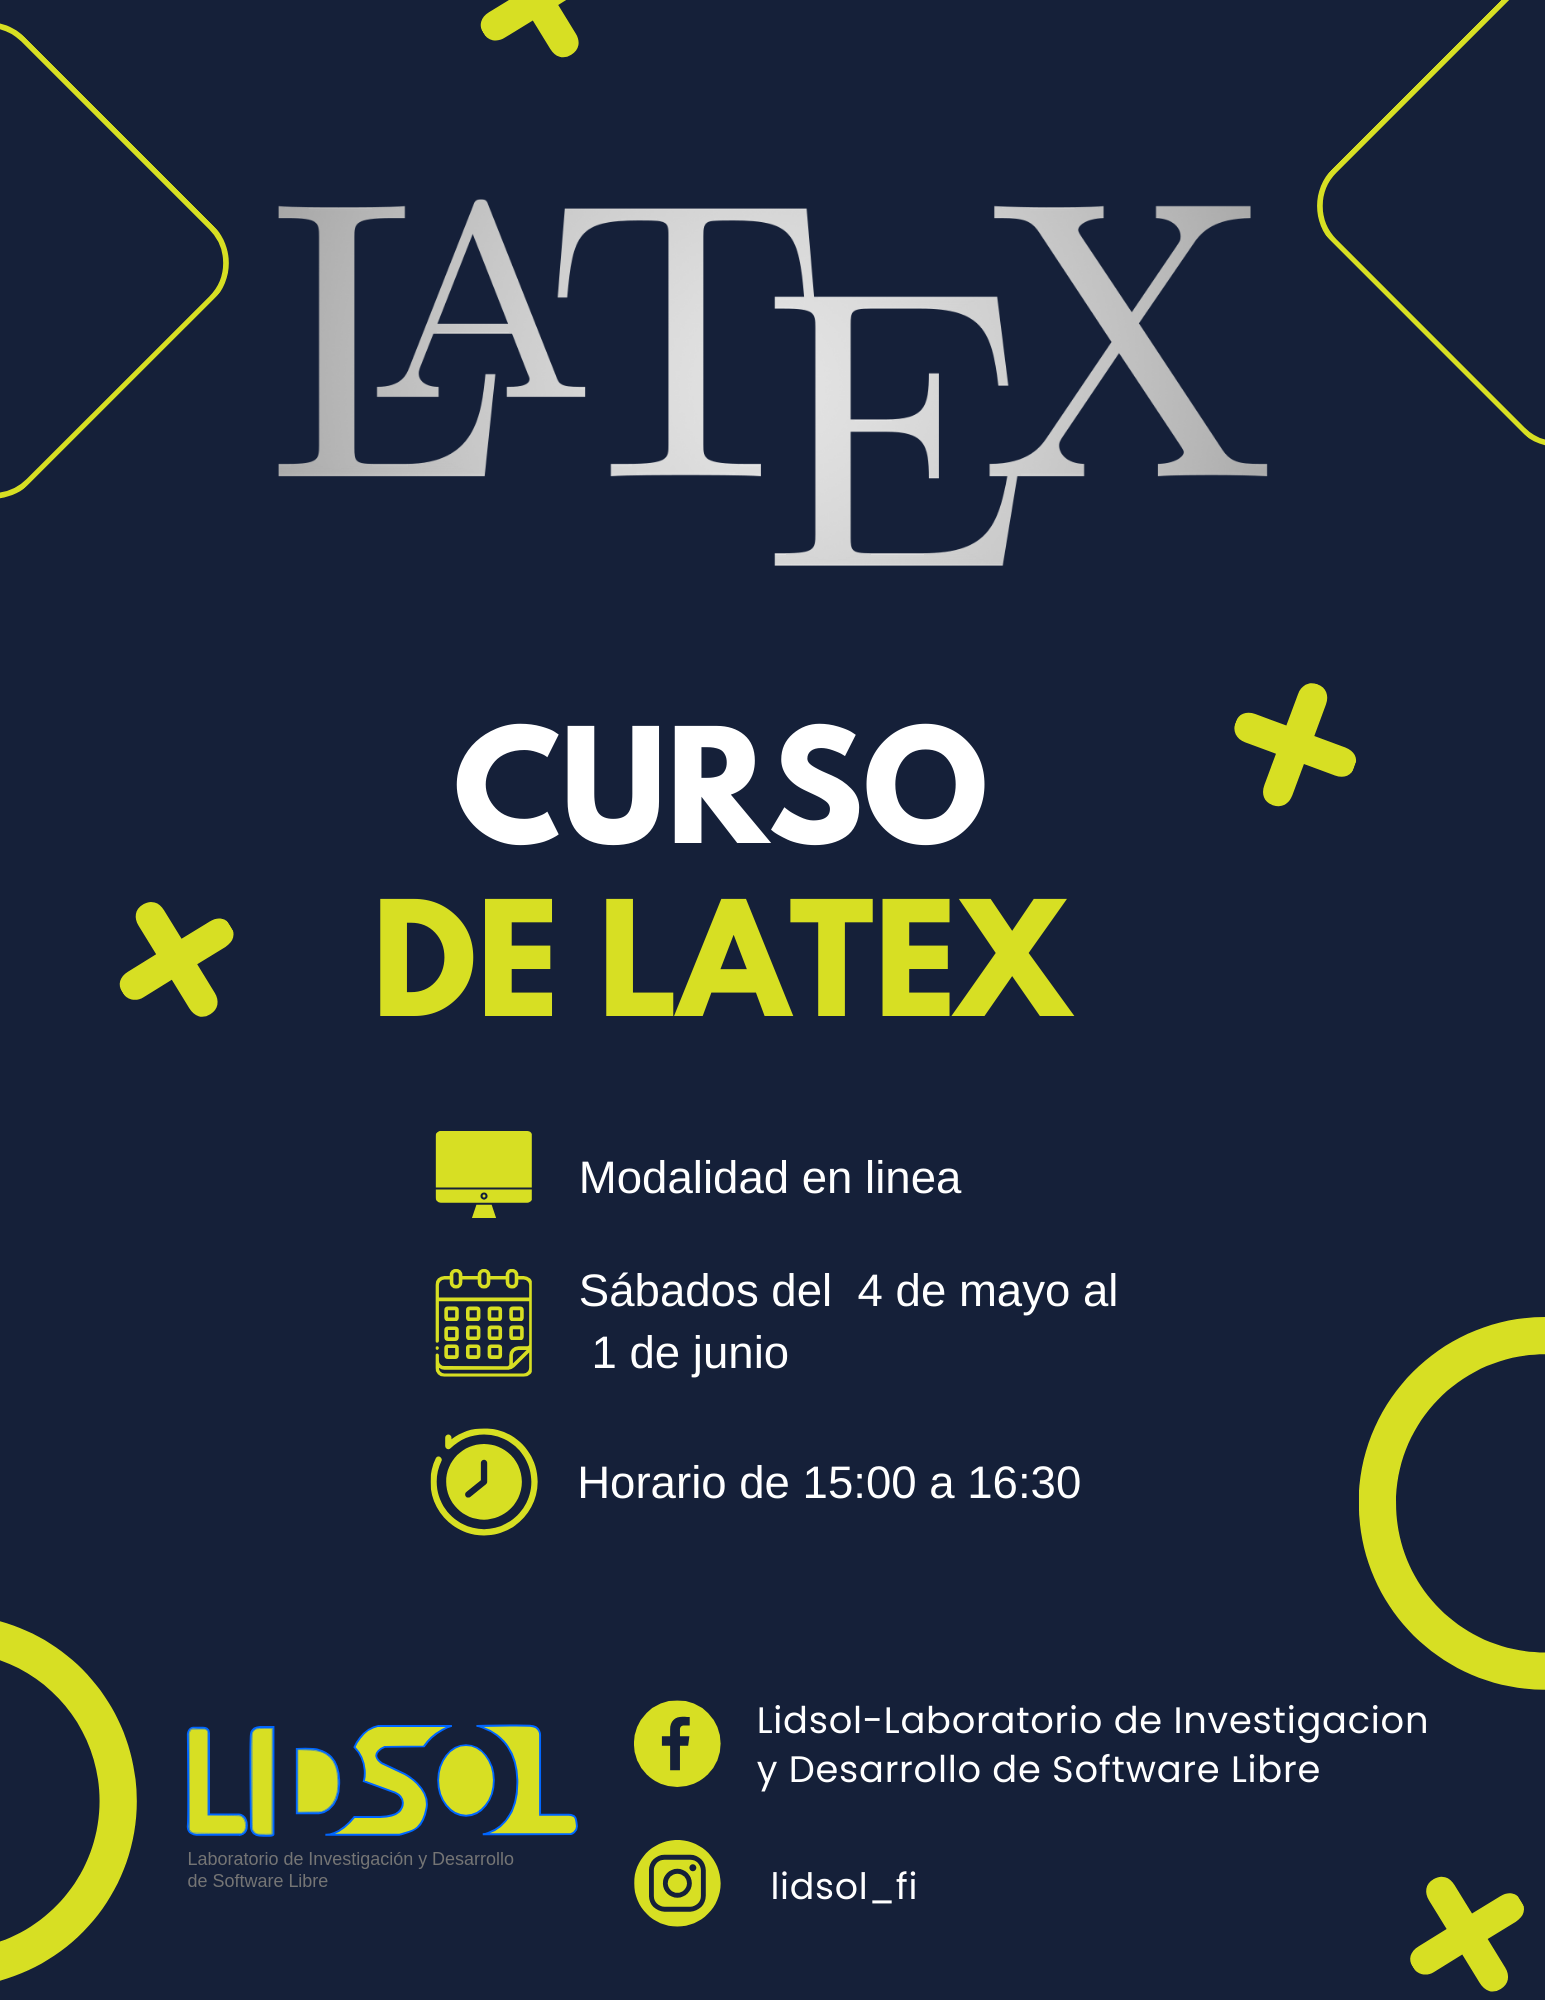 LATEX
CURSO
DE LATEX
Modalidad en linea
Sábados del  4 de mayo al
1 de junio
Horario de 15:00 a 16:30
Lidsol-Laboratorio de Investigacion
y Desarrollo de Software Libre
LIDSOL
Laboratorio de Investigación y Desarrollo
de Software Libre
lidsol_fi